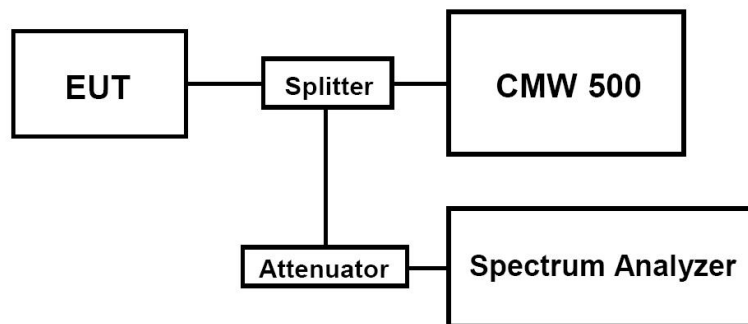 EUT
Splitter
CMW 500
Attenuator
Spectrum Analyzer